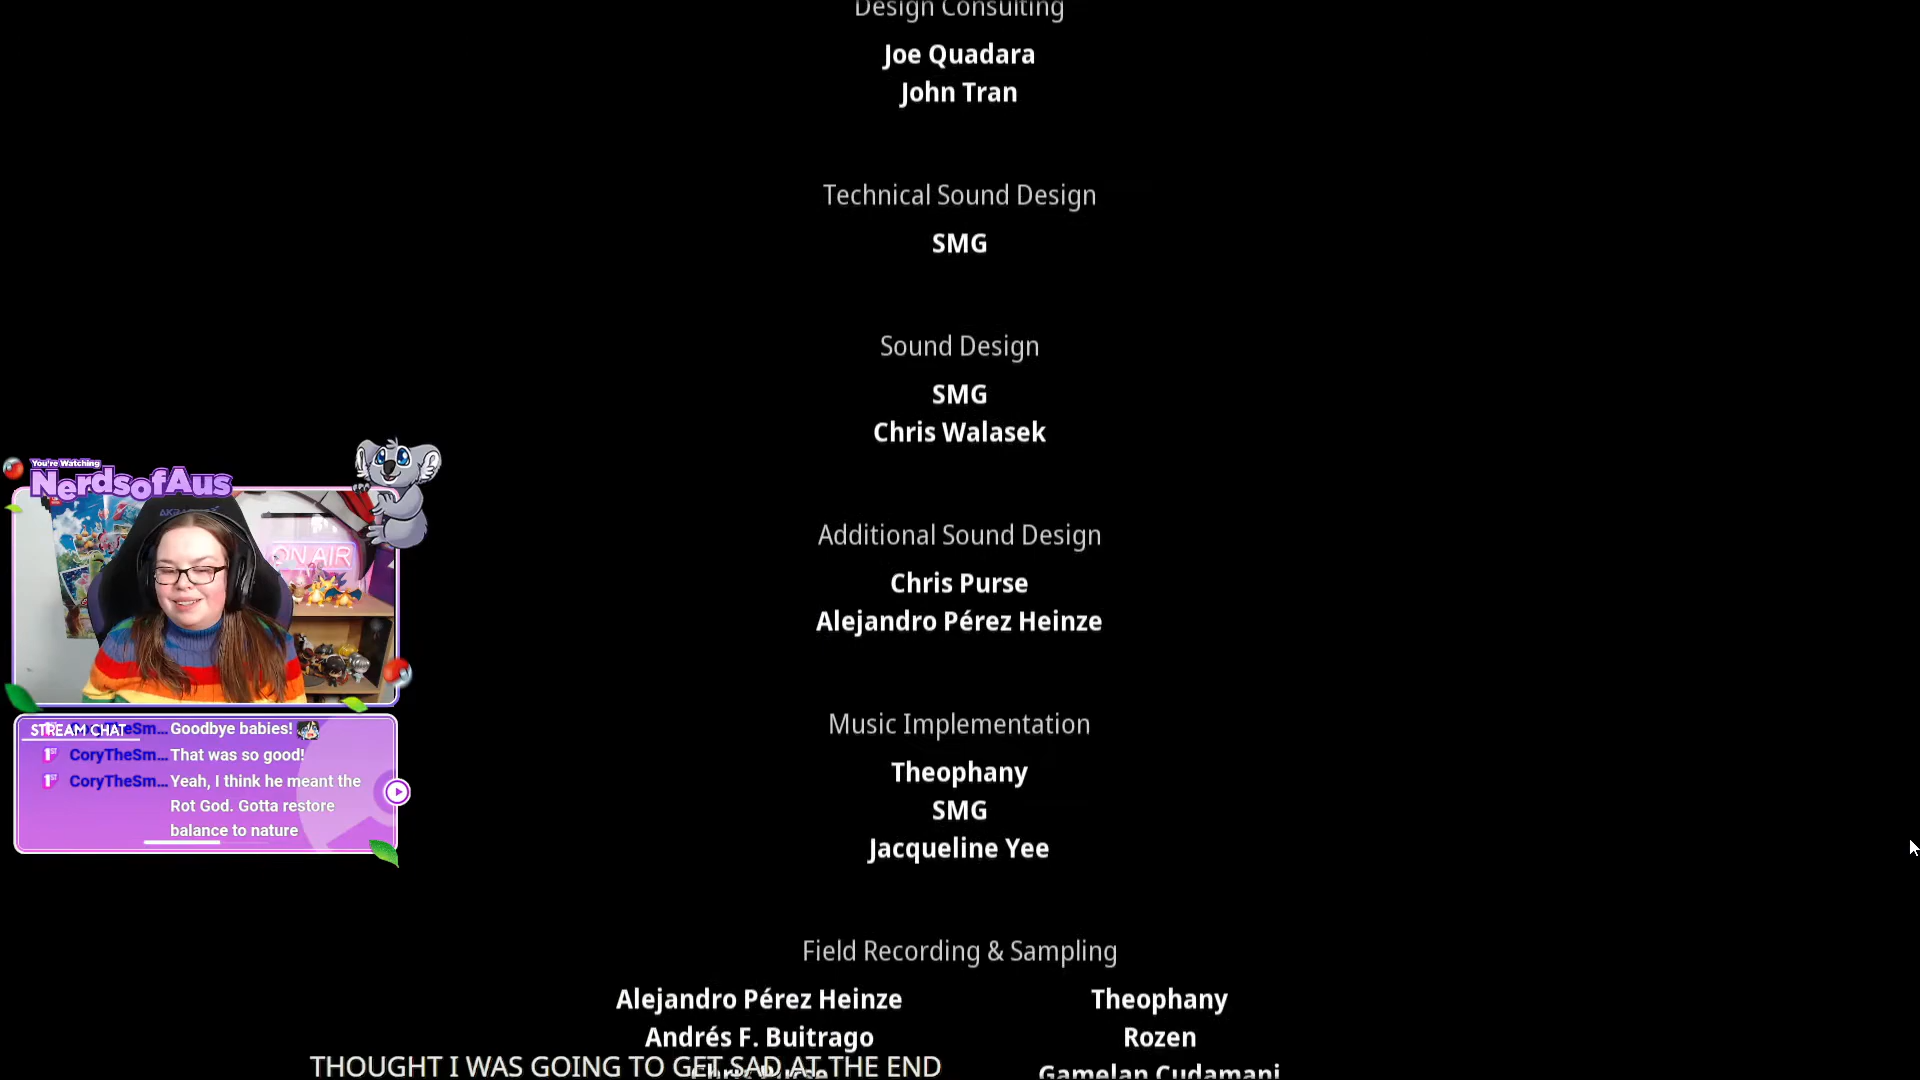 Design Consulting
Joe Quadara
John Tran
Technical Sound Design
SMG
Sound Design
SMG
Chris Walasek
Additional Sound Design
Chris Purse
Alejandro Pérez Heinze
Music Implementation
Theophany
SMG
Jacqueline Yee
Field Recording & Sampling
Alejandro Pérez Heinze Theophany
Andrés F. Buitrago Rozen
Chris Purse Gamelan Cudamani
You're Watching
NerdsofAus
ON AIR
STREAM CHAT
Goodbye babies!
CoryTheSm... That was so good!
CoryTheSm... Yeah, I think he meant the
Rot God. Gotta restore
balance to nature
THOUGHT I WAS GOING TO GET SAD AT THE END